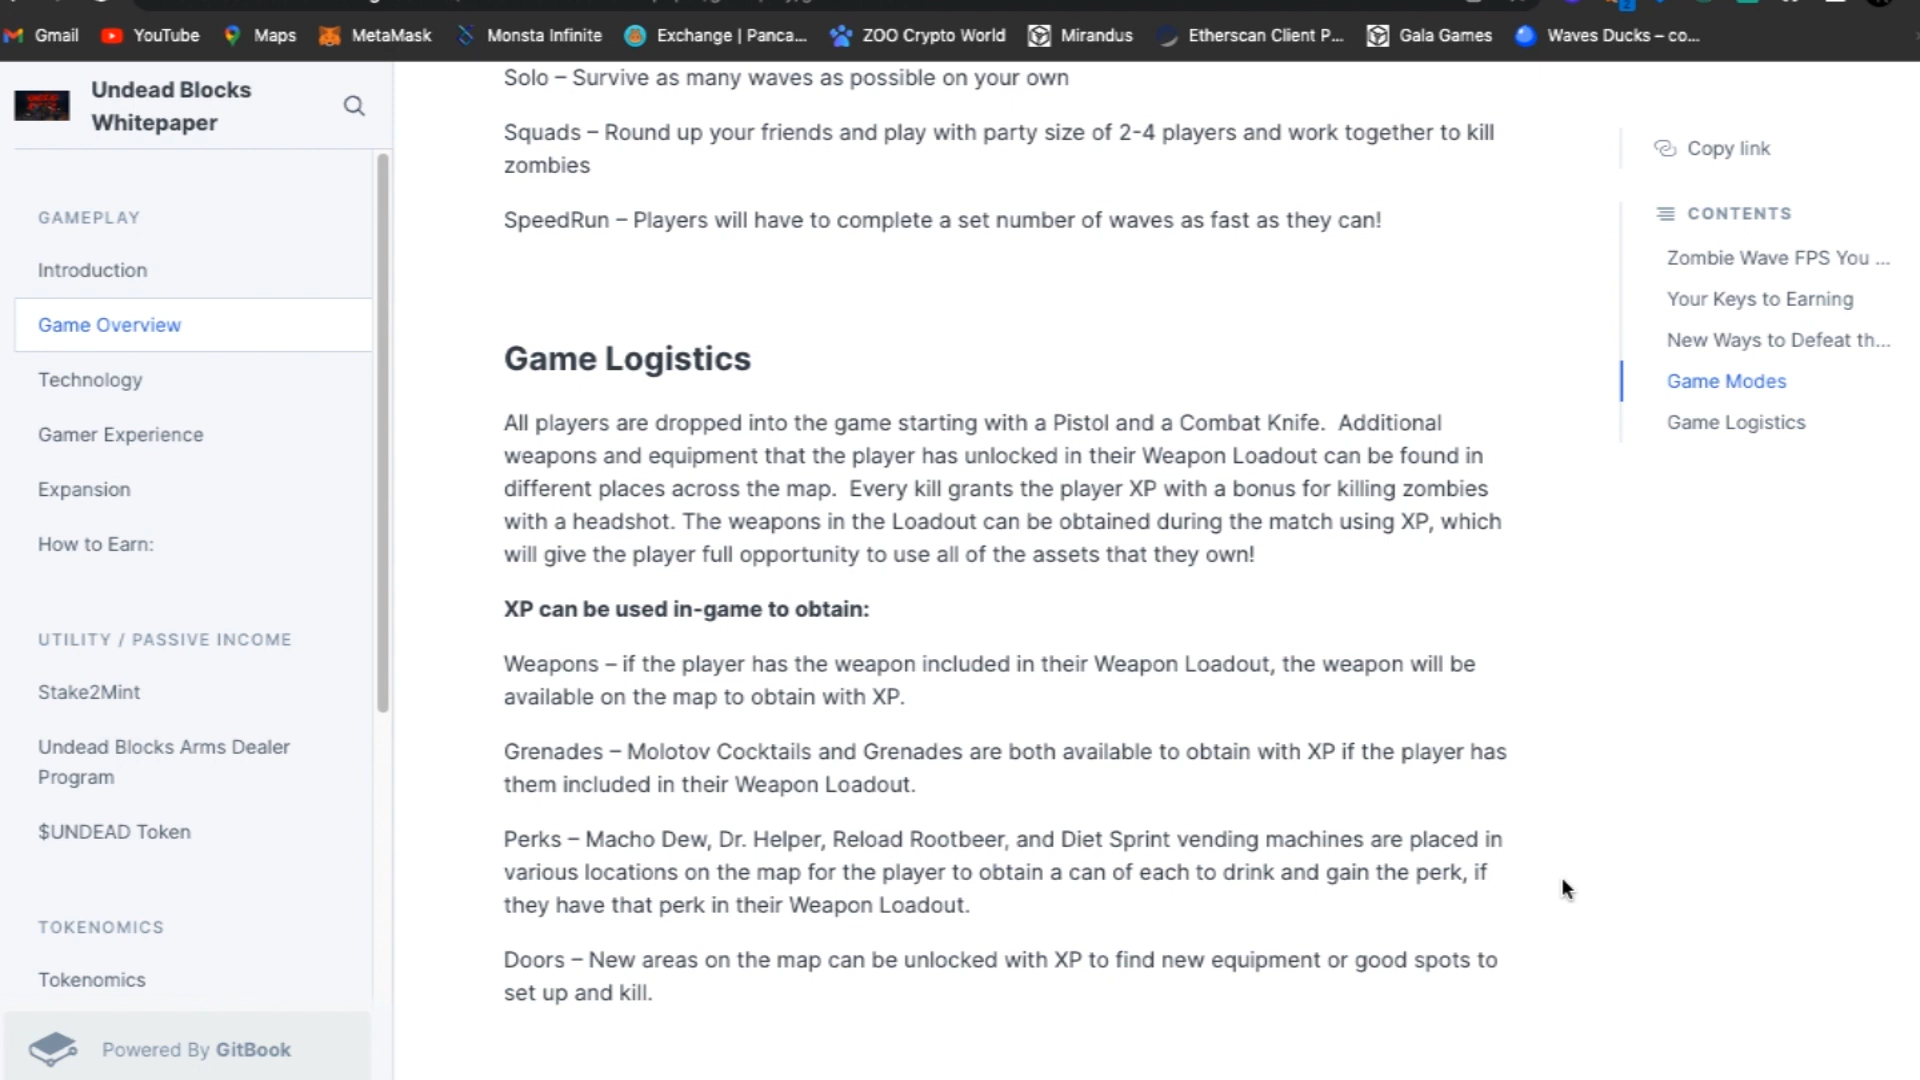 Gmail YouTube Maps MetaMask Monsta Infinite Exchange | Panca... ZOO Crypto World Mirandus Etherscan Client P... Gala Games Waves Ducks – co...
Undead Blocks
Whitepaper
GAMEPLAY
Introduction
Game Overview
Technology
Gamer Experience
Expansion
How to Earn:
UTILITY / PASSIVE INCOME
Stake2Mint
Undead Blocks Arms Dealer
Program
$UNDEAD Token
TOKENOMICS
Tokenomics
Powered By GitBook
Solo – Survive as many waves as possible on your own
Squads – Round up your friends and play with party size of 2-4 players and work together to kill
zombies
SpeedRun – Players will have to complete a set number of waves as fast as they can!
Game Logistics
All players are dropped into the game starting with a Pistol and a Combat Knife.  Additional
weapons and equipment that the player has unlocked in their Weapon Loadout can be found in
different places across the map.  Every kill grants the player XP with a bonus for killing zombies
with a headshot. The weapons in the Loadout can be obtained during the match using XP, which
will give the player full opportunity to use all of the assets that they own!
XP can be used in-game to obtain:
Weapons – if the player has the weapon included in their Weapon Loadout, the weapon will be
available on the map to obtain with XP.
Grenades – Molotov Cocktails and Grenades are both available to obtain with XP if the player has
them included in their Weapon Loadout.
Perks – Macho Dew, Dr. Helper, Reload Rootbeer, and Diet Sprint vending machines are placed in
various locations on the map for the player to obtain a can of each to drink and gain the perk, if
they have that perk in their Weapon Loadout.
Doors – New areas on the map can be unlocked with XP to find new equipment or good spots to
set up and kill.
Copy link
CONTENTS
Zombie Wave FPS You ...
Your Keys to Earning
New Ways to Defeat th...
Game Modes
Game Logistics